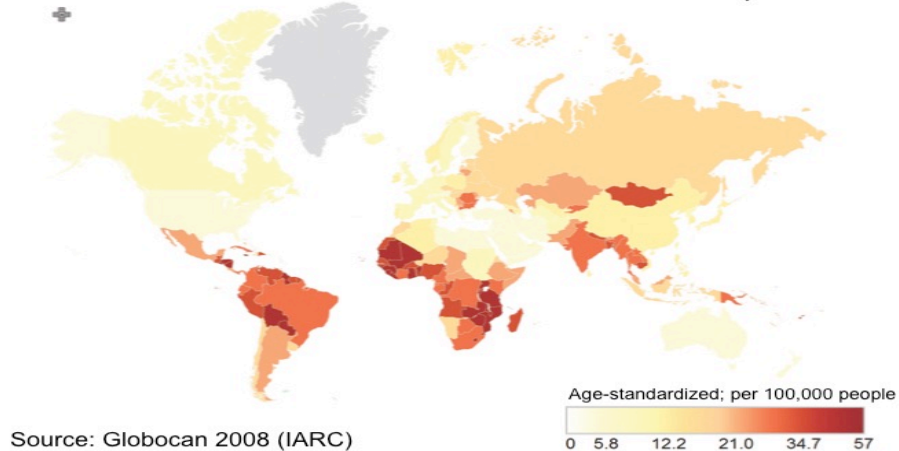 Age-standardized; per 100,000 people
0 5.8 12.2 21.0 34.7 57
Source: Globocan 2008 (IARC)